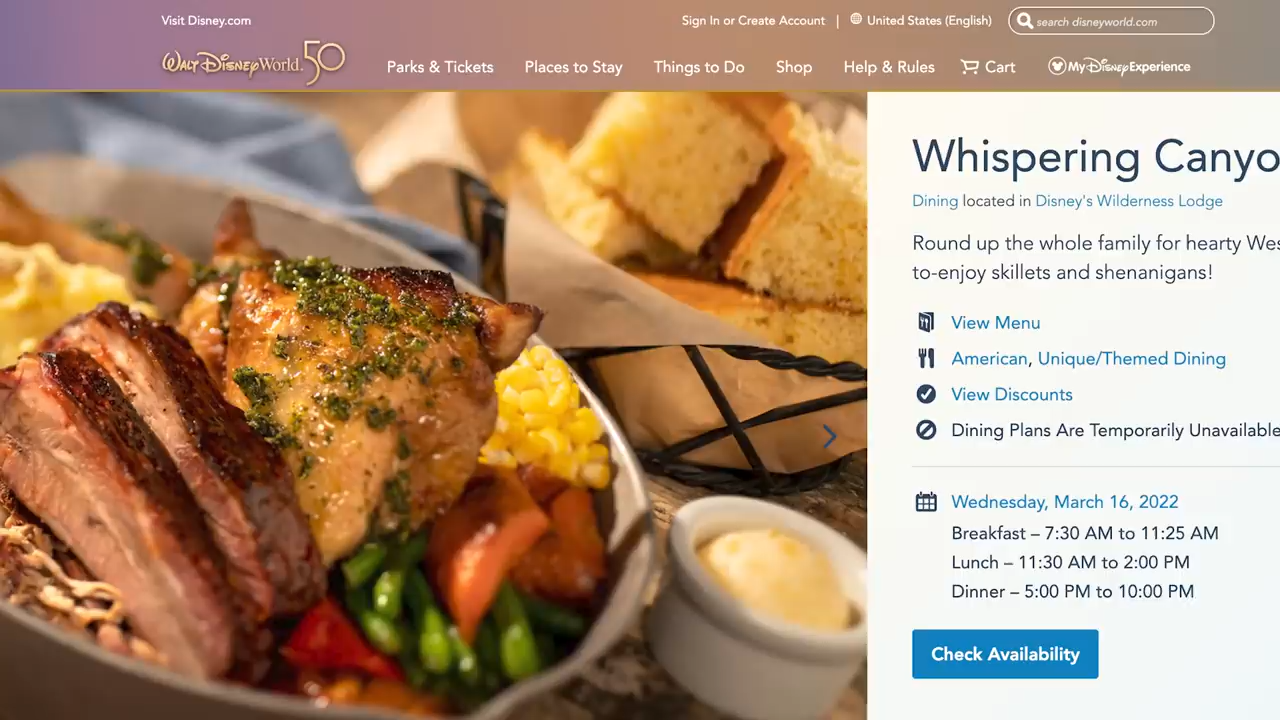 Visit Disney.com
Sign In or Create Account | United States (English) search disneyworld.com
Walt Disney World. 50 Parks & Tickets Places to Stay Things to Do Shop Help & Rules Cart My Disney Experience
Whispering Canyo
Dining located in Disney's Wilderness Lodge
Round up the whole family for hearty Wes
to-enjoy skillets and shenanigans!
View Menu
American, Unique/Themed Dining
View Discounts
Dining Plans Are Temporarily Unavailable
Wednesday, March 16, 2022
Breakfast – 7:30 AM to 11:25 AM
Lunch – 11:30 AM to 2:00 PM
Dinner – 5:00 PM to 10:00 PM
Check Availability